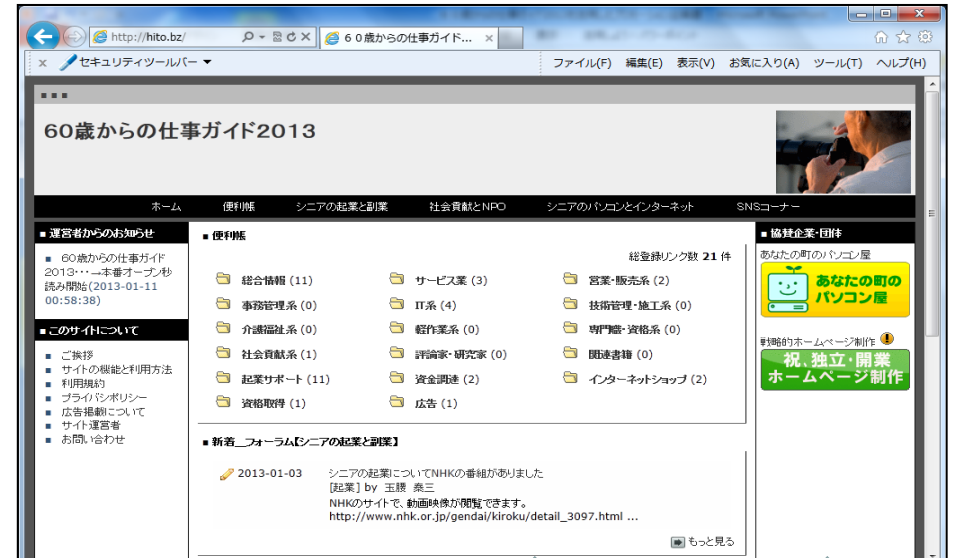 http://hito.bz/
６０歳からの仕事ガイド...
×
x セキュリティツールバー ▼
ファイル(F) 編集(E) 表示(V) お気に入り(A) ツール(T) ヘルプ(H)
60歳からの仕事ガイド2013
ホーム 便利帳 シニアの起業と副業 社会貢献とNPO シニアのパソコンとインターネット SNSコーナー
■ 運営者からのお知らせ
■ 60歳からの仕事ガイド
2013･･･→本番オープン秒
読み開始(2013-01-11
00:58:38)
■ このサイトについて
■ ご挨拶
■ サイトの機能と利用方法
■ 利用規約
■ プライバシポリシー
■ 広告掲載について
■ サイト運営者
■ お問い合わせ
■ 便利帳
総登録リンク数 21 件
総合情報 (11) サービス業 (3) 営業・販売系 (2)
事務管理系 (0) IT系 (4) 技術管理・施工系 (0)
介護福祉系 (0) 軽作業系 (0) 専門職・資格系 (0)
社会貢献系 (1) 評論家・研究家 (0) 関連書籍 (0)
起業サポート (11) 資金調達 (2) インターネットショップ (2)
資格取得 (1) 広告 (1)
■ 新着__フォーラム【シニアの起業と副業】
2013-01-03 シニアの起業についてNHKの番組がありました
[起業] by 玉腰 泰三
NHKのサイトで、動画映像が閲覧できます。
http://www.nhk.or.jp/gendai/kiroku/detail_3097.html ...
もっと見る
■ 協賛企業・団体
あなたの町のパソコン屋
あなたの町の
パソコン屋
戦略的ホームページ制作
祝、独立・開業
ホームページ制作